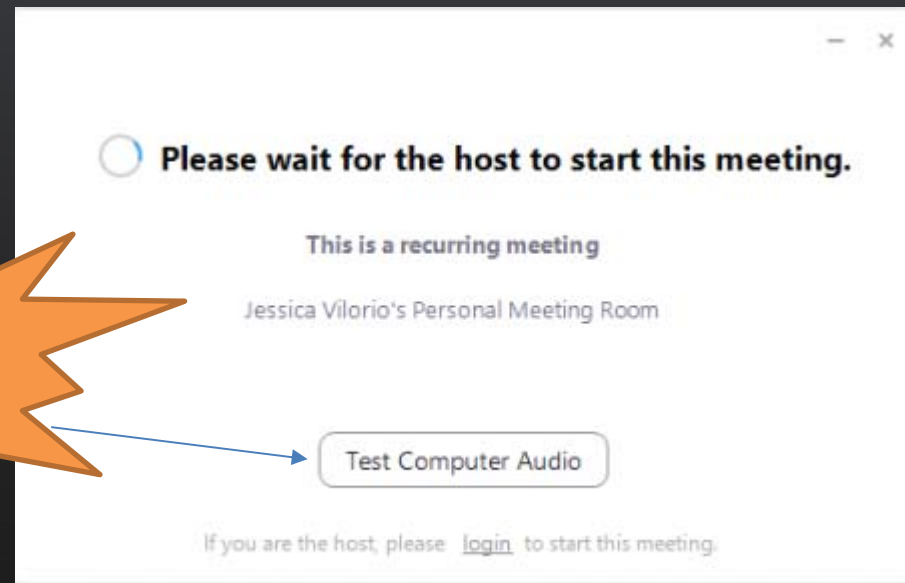 Please wait for the host to start this meeting.
This is a recurring meeting
Jessica Vilorio's Personal Meeting Room
Test Computer Audio
If you are the host, please login to start this meeting.